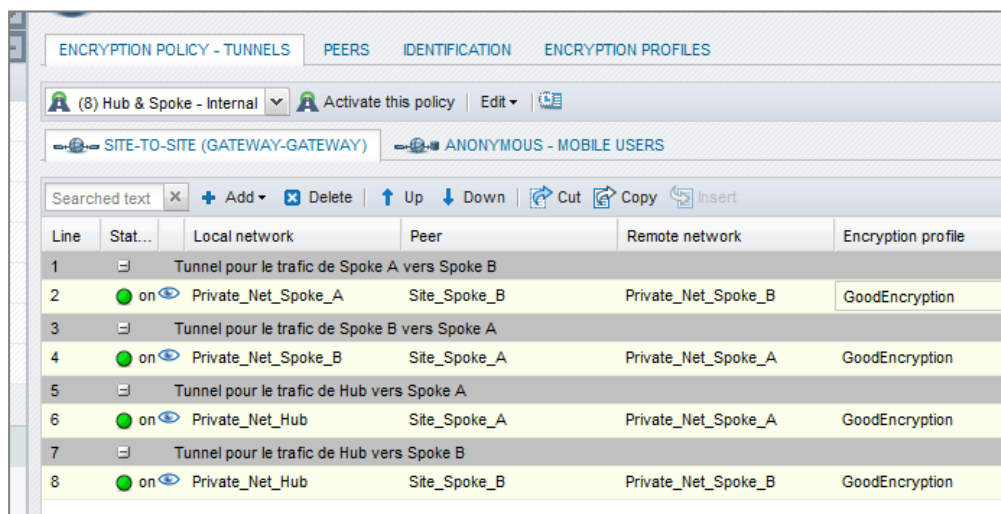 ENCRYPTION POLICY - TUNNELS PEERS IDENTIFICATION ENCRYPTION PROFILES
(8) Hub & Spoke - Internal Activate this policy Edit
SITE-TO-SITE (GATEWAY-GATEWAY) ANONYMOUS - MOBILE USERS
Searched text Add Delete Up Down Cut Copy Insert
Line Stat... Local network Peer Remote network Encryption profile
1 Tunnel pour le trafic de Spoke A vers Spoke B
2 on Private_Net_Spoke_A Site_Spoke_B Private_Net_Spoke_B GoodEncryption
3 Tunnel pour le trafic de Spoke B vers Spoke A
4 on Private_Net_Spoke_B Site_Spoke_A Private_Net_Spoke_A GoodEncryption
5 Tunnel pour le trafic de Hub vers Spoke A
6 on Private_Net_Hub Site_Spoke_A Private_Net_Spoke_A GoodEncryption
7 Tunnel pour le trafic de Hub vers Spoke B
8 on Private_Net_Hub Site_Spoke_B Private_Net_Spoke_B GoodEncryption